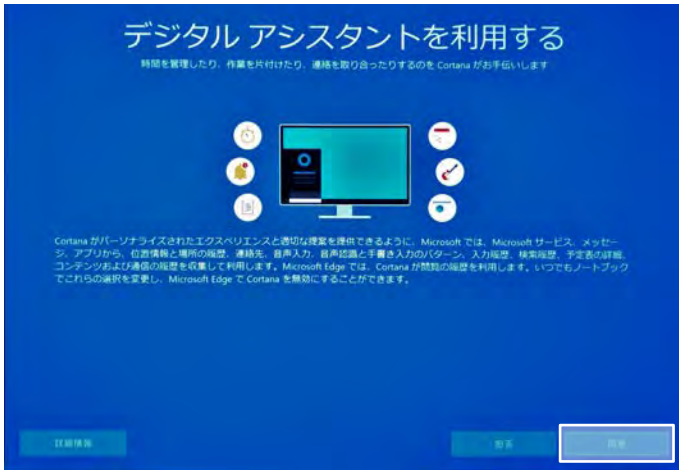 デジタル アシスタントを利用する
時間を管理したり、作業を片付けたり、連絡を取り合ったりするのを Cortana がお手伝いします
Cortana がパーソナライズされたエクスペリエンスと適切な提案を提供できるように、Microsoft では、Microsoft サービス、メッセー
ジ、アプリから、位置情報と場所の履歴、連絡先、音声入力、音声認識と手書き入力のパターン、入力履歴、検索履歴、予定表の詳細、
コンテンツおよび通信の履歴を収集して利用します。Microsoft Edge では、Cortana が閲覧の履歴を利用します。いつでもノートブック
でこれらの選択を変更し、Microsoft Edge で Cortana を無効にすることができます。
詳細情報
拒否
同意